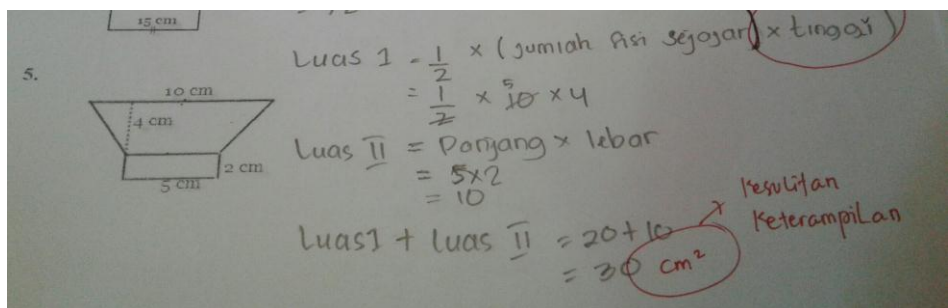 15 cm
5.
10 cm
4 cm
2 cm
5 cm
Luas 1 = 1/2 × (Jumlah sisi sejajar) × tinggi)
= 1/2 × 10 5 × 4
Luas II = Panjang × lebar
= 5×2
= 10
Luas1 + luas II = 20+10
= 30 cm²
Kesulitan
Keterampilan